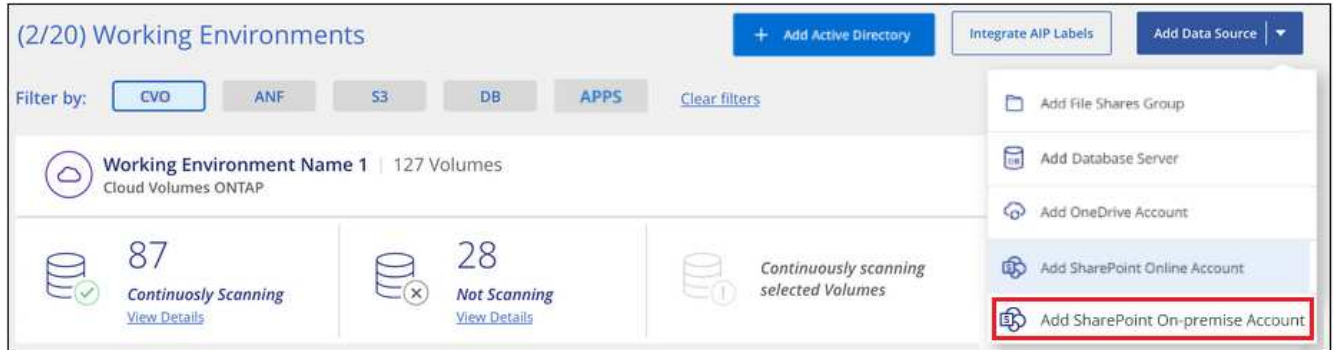 (2/20) Working Environments
+ Add Active Directory
Integrate AIP Labels
Add Data Source
Filter by: CVO ANF S3 DB APPS Clear filters
Working Environment Name 1 | 127 Volumes
Cloud Volumes ONTAP
87
Continuosly Scanning
View Details
28
Not Scanning
View Details
Continuously scanning
selected Volumes
Add File Shares Group
DB Add Database Server
Add OneDrive Account
S Add SharePoint Online Account
S Add SharePoint On-premise Account